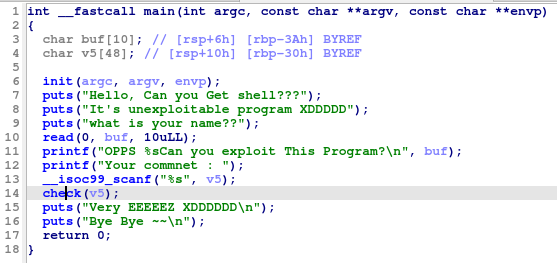 1 int __fastcall main(int argc, const char **argv, const char **envp)
2 {
3 char buf[10]; // [rsp+6h] [rbp-3Ah] BYREF
4 char v5[48]; // [rsp+10h] [rbp-30h] BYREF
5
6 init(argc, argv, envp);
7 puts("Hello, Can you Get shell???");
8 puts("It's unexploitable program XDDDDD");
9 puts("what is your name??");
10 read(0, buf, 10uLL);
11 printf("OPPS %sCan you exploit This Program?\n", buf);
12 printf("Your commnet : ");
13 __isoc99_scanf("%s", v5);
14 check(v5);
15 puts("Very EEEEEZ XDDDDDD\n");
16 puts("Bye Bye ~~\n");
17 return 0;
18 }